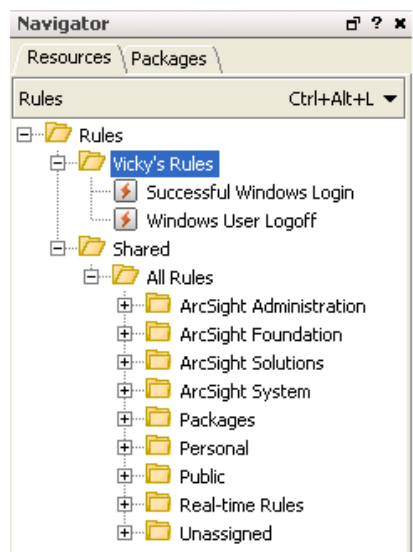 Navigator ?
Resources Packages
Rules Ctrl+Alt+L
Rules
Vicky's Rules
Successful Windows Login
Windows User Logoff
Shared
All Rules
ArcSight Administration
ArcSight Foundation
ArcSight Solutions
ArcSight System
Packages
Personal
Public
Real-time Rules
Unassigned